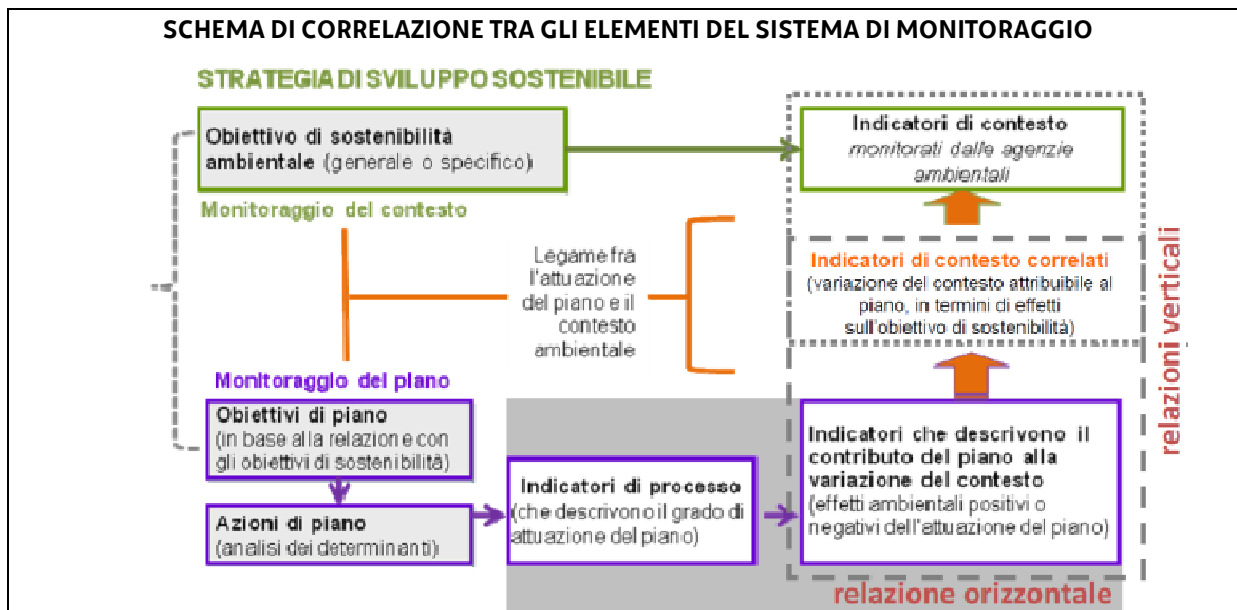 SCHEMA DI CORRELAZIONE TRA GLI ELEMENTI DEL SISTEMA DI MONITORAGGIO
STRATEGIA DI SVILUPPO SOSTENIBILE
Obiettivo di sostenibilità
ambientale (generale o specifico)
Indicatori di contesto
monitorati dalle agenzie
ambientali
Monitoraggio del contesto
Legame fra
l'attuazione
del piano e il
contesto
ambientale
Indicatori di contesto correlati
(variazione del contesto attribuibile al
piano, in termini di effetti
sull'obiettivo di sostenibilità)
relazioni verticali
Monitoraggio del piano
Obiettivi di piano
(in base alla relazione con
gli obiettivi di sostenibilità)
Azioni di piano
(analisi dei determinanti)
Indicatori di processo
(che descrivono il grado di
attuazione del piano)
Indicatori che descrivono il
contributo del piano alla
variazione del contesto
(effetti ambientali positivi o
negativi dell'attuazione del piano)
relazione orizzontale